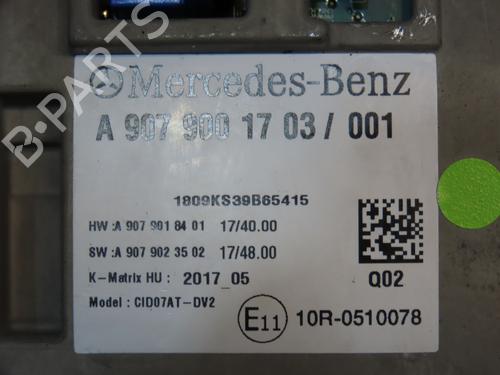 Mercedes-Benz
A 907 900 17 03 / 001
1809KS39B65415
HW :A 907 901 84 01 17/40.00
SW :A 907 902 35 02 17/48.00
K-Matrix HU : 2017_05
Q02
Model : CID07AT-DV2
E11 10R-0510078
B-PARTS